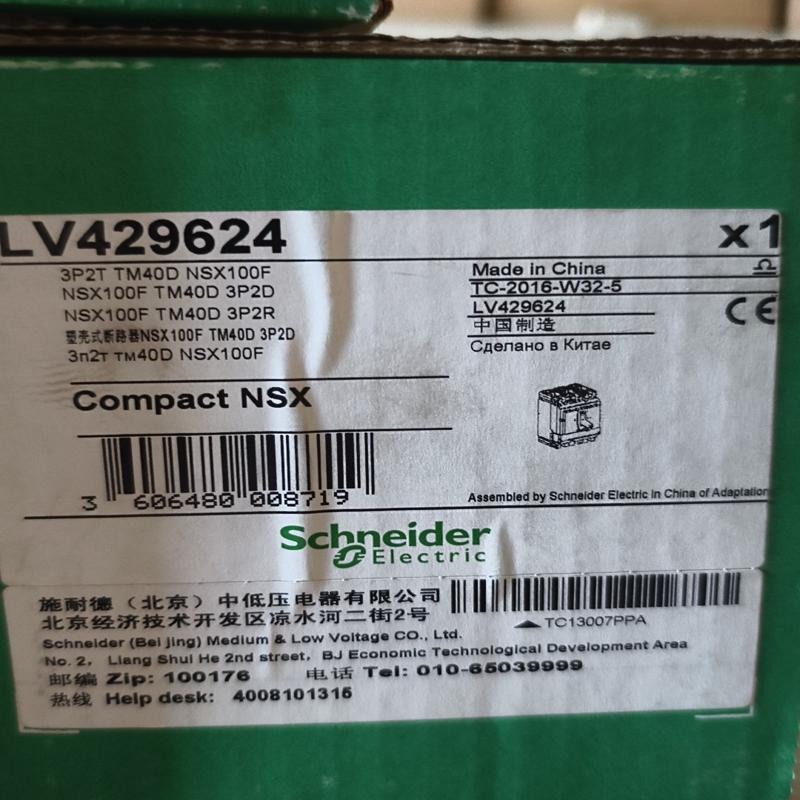 LV429624
x1
3P2T TM40D NSX100F
NSX100F TM40D 3P2D
NSX100F TM40D 3P2R
塑壳式断路器NSX100F TM40D 3P2D
3п2т тм40D NSX100F
Made in China
TC-2016-W32-5
LV429624
中国制造
Сделано в Китае
CE
Compact NSX
3 606480 008719
Assembled by Schneider Electric in China of Adaptation
Schneider
Electric
施耐德（北京）中低压电器有限公司
北京经济技术开发区凉水河二街2号
TC13007PPA
Schneider (Bei jing) Medium & Low Voltage CO., Ltd.
No. 2, Liang Shui He 2nd street, BJ Economic Technological Development Area
邮编 Zip: 100176 电话 Tel: 010-65039999
热线 Help desk: 4008101315